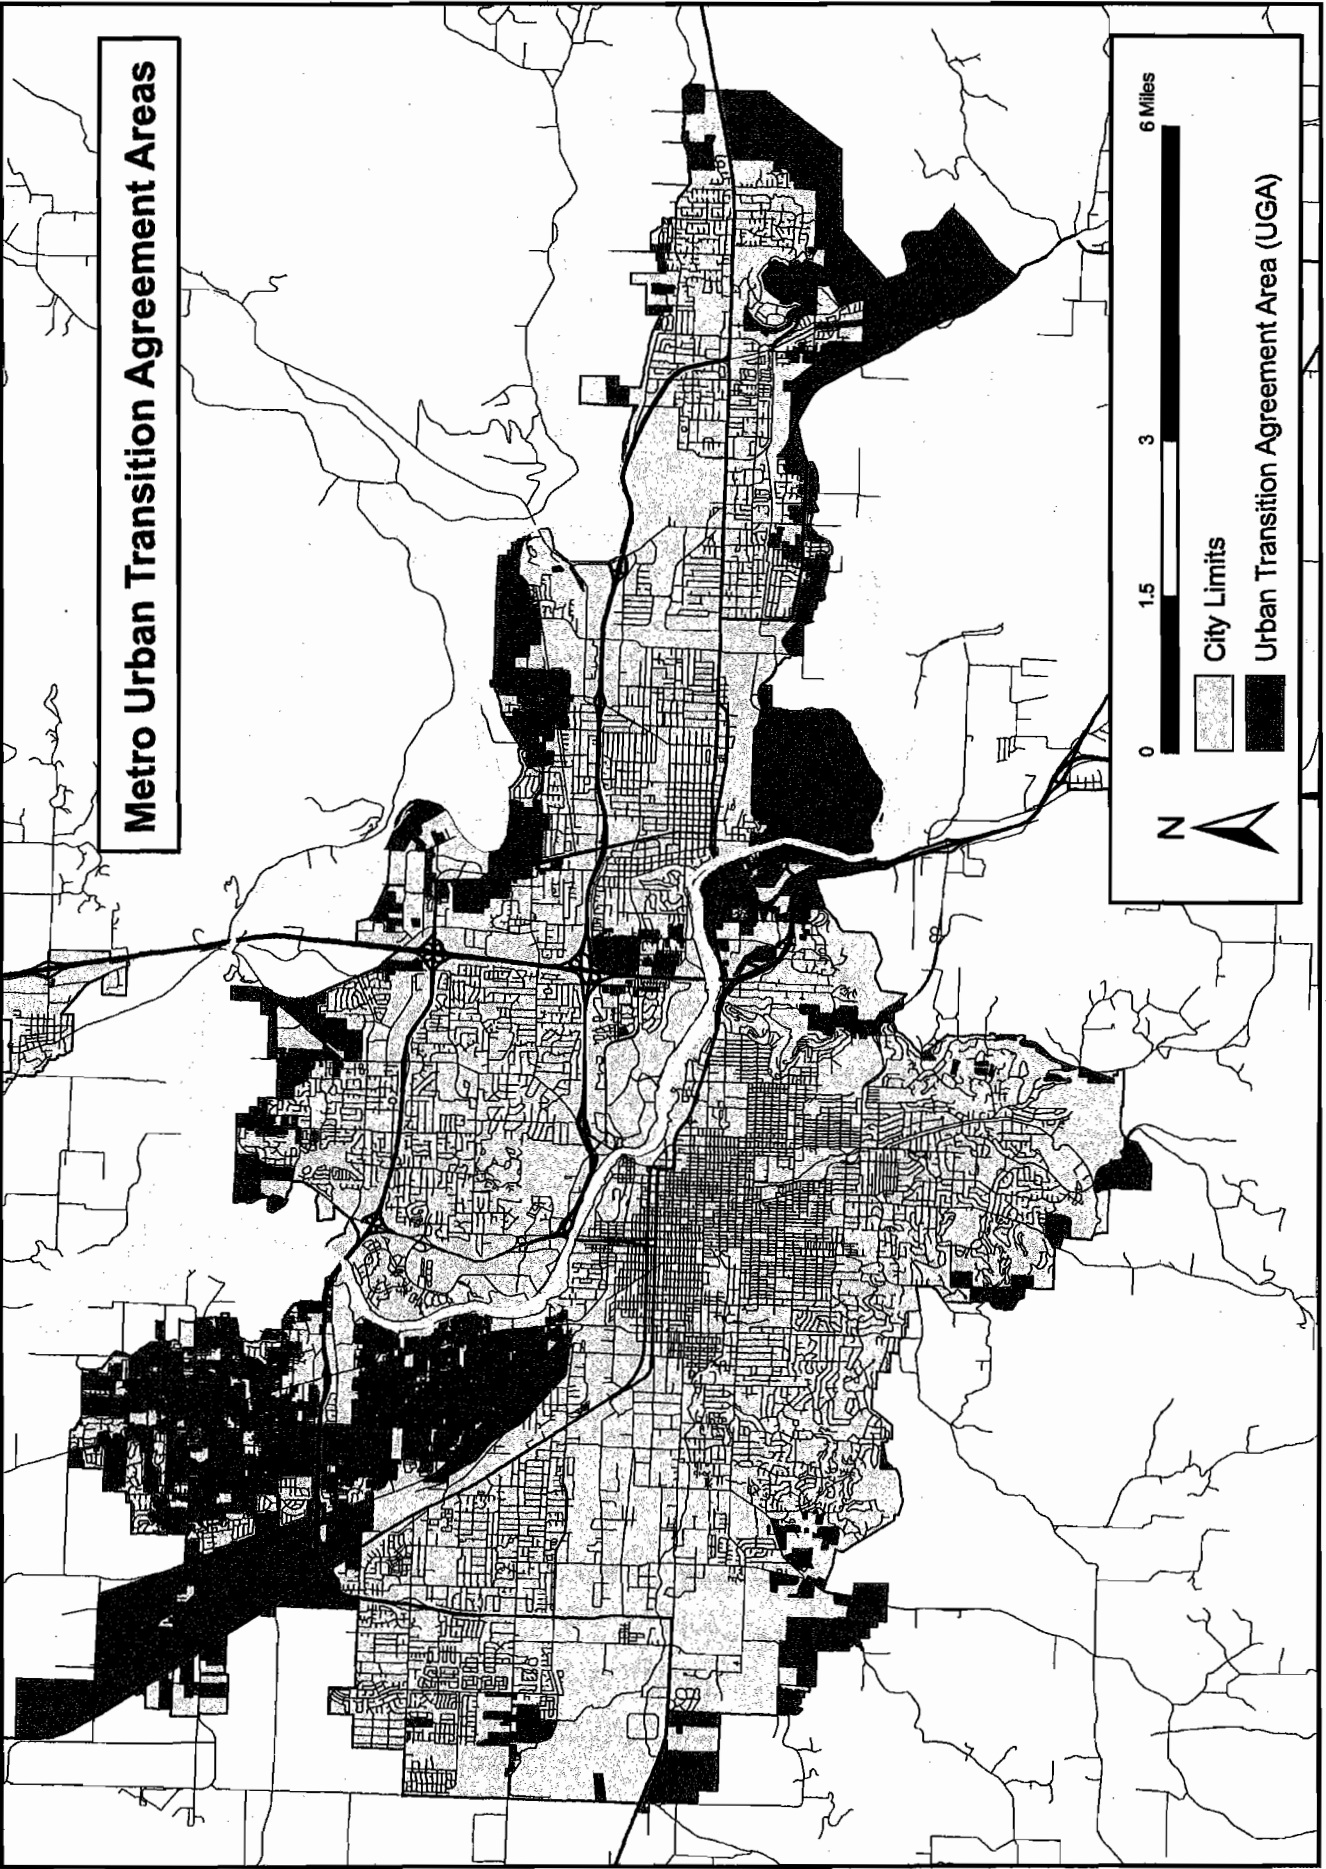 Metro Urban Transition Agreement Areas
N
0 1.5 3 6 Miles
City Limits
Urban Transition Agreement Area (UGA)